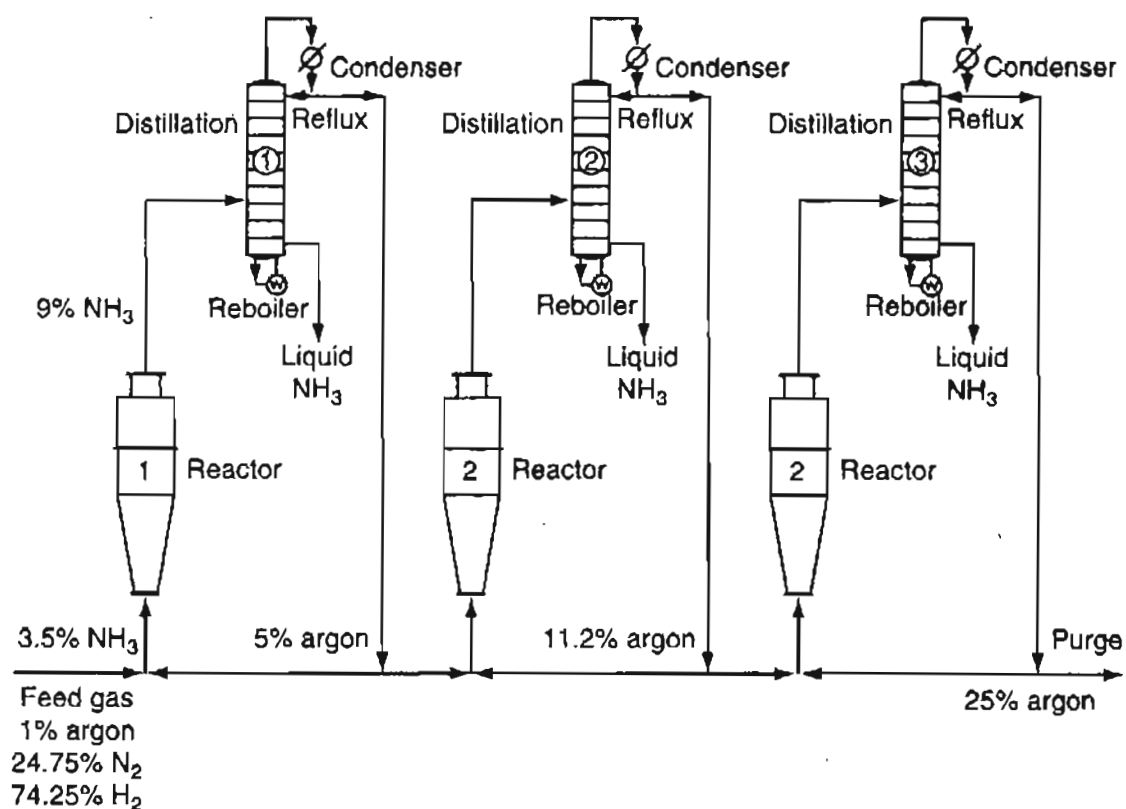 Condenser
Condenser
Condenser
Distillation
Reflux
Distillation
Reflux
Distillation
Reflux
1
2
3
W
W
W
9% NH₃
Reboiler
Reboiler
Reboiler
Liquid
NH₃
Liquid
NH₃
Liquid
NH₃
1
Reactor
2
Reactor
2
Reactor
3.5% NH₃
5% argon
11.2% argon
Purge
Feed gas
25% argon
1% argon
24.75% N₂
74.25% H₂